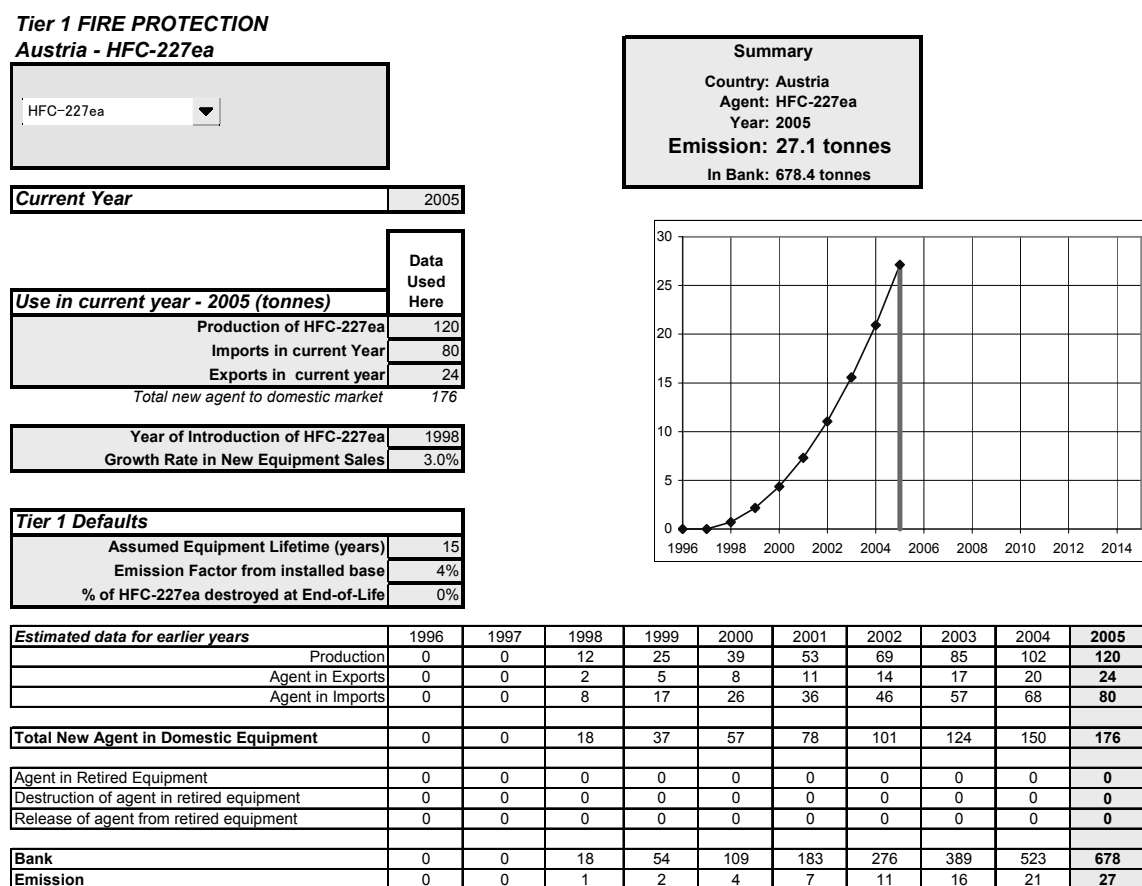 Tier 1 FIRE PROTECTION
Austria - HFC-227ea
HFC-227ea
Summary
Country: Austria
Agent: HFC-227ea
Year: 2005
Emission: 27.1 tonnes
In Bank: 678.4 tonnes
Current Year 2005
Data
Used
Here
Use in current year - 2005 (tonnes)
Production of HFC-227ea 120
Imports in current Year 80
Exports in current year 24
Total new agent to domestic market 176
Year of Introduction of HFC-227ea 1998
Growth Rate in New Equipment Sales 3.0%
Tier 1 Defaults
Assumed Equipment Lifetime (years) 15
Emission Factor from installed base 4%
% of HFC-227ea destroyed at End-of-Life 0%
30
25
20
15
10
5
0
1996 1998 2000 2002 2004 2006 2008 2010 2012 2014
Estimated data for earlier years 1996 1997 1998 1999 2000 2001 2002 2003 2004 2005
Production 0 0 12 25 39 53 69 85 102 120
Agent in Exports 0 0 2 5 8 11 14 17 20 24
Agent in Imports 0 0 8 17 26 36 46 57 68 80
Total New Agent in Domestic Equipment 0 0 18 37 57 78 101 124 150 176
Agent in Retired Equipment 0 0 0 0 0 0 0 0 0 0
Destruction of agent in retired equipment 0 0 0 0 0 0 0 0 0 0
Release of agent from retired equipment 0 0 0 0 0 0 0 0 0 0
Bank 0 0 18 54 109 183 276 389 523 678
Emission 0 0 1 2 4 7 11 16 21 27